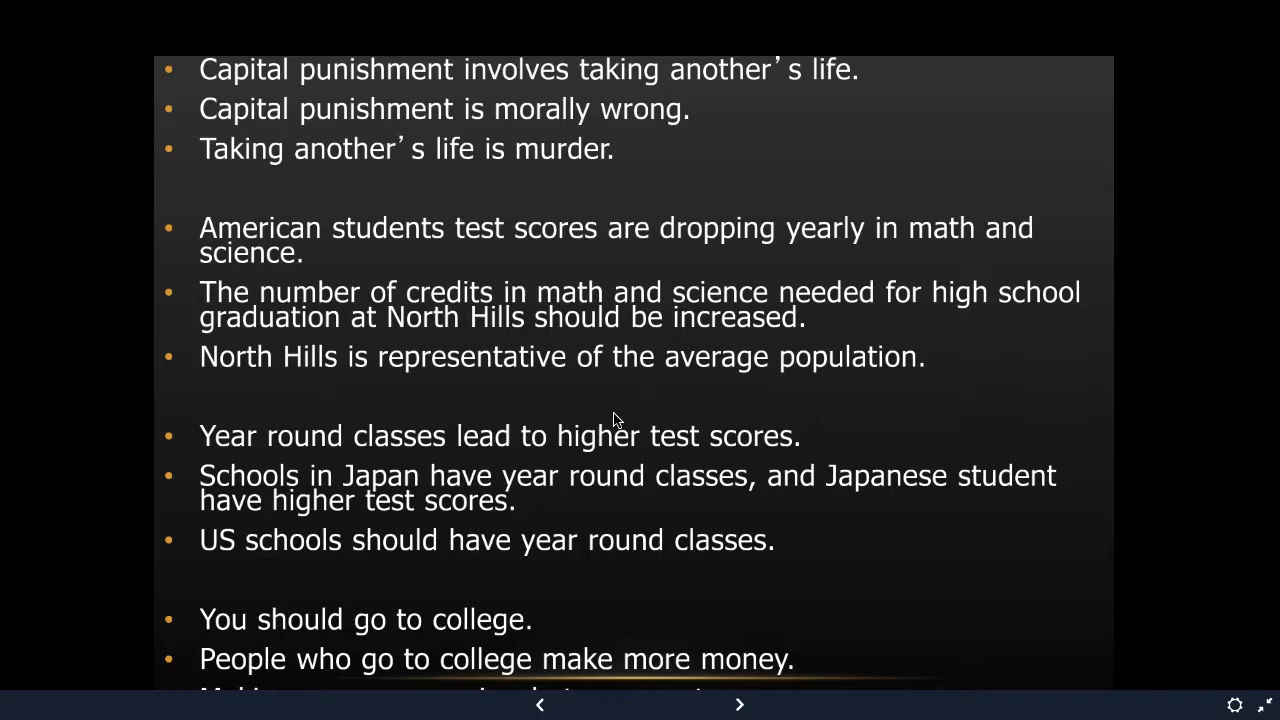 • Capital punishment involves taking another’s life.
• Capital punishment is morally wrong.
• Taking another’s life is murder.
• American students test scores are dropping yearly in math and
science.
• The number of credits in math and science needed for high school
graduation at North Hills should be increased.
• North Hills is representative of the average population.
• Year round classes lead to higher test scores.
• Schools in Japan have year round classes, and Japanese student
have higher test scores.
• US schools should have year round classes.
• You should go to college.
• People who go to college make more money.